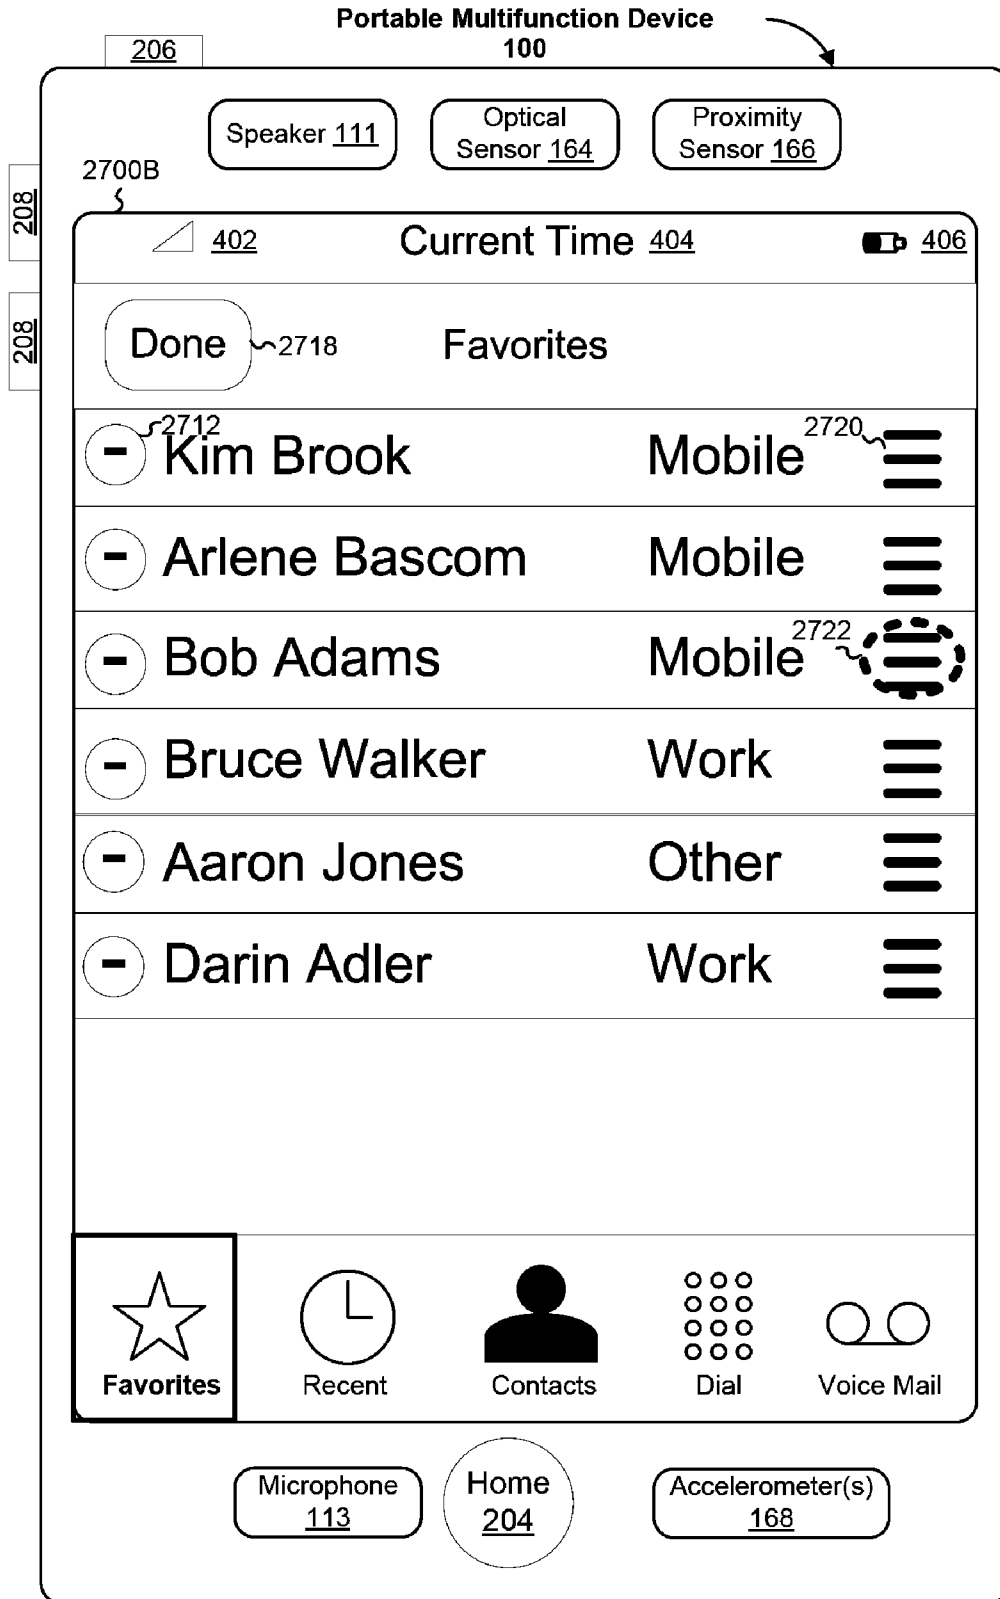 Portable Multifunction Device
100
206
Speaker 111
Optical
Sensor 164
Proximity
Sensor 166
2700B
208
402
Current Time 404
406
208
Done
2718
Favorites
2712
- Kim Brook Mobile
2720
- Arlene Bascom Mobile
- Bob Adams Mobile
2722
- Bruce Walker Work
- Aaron Jones Other
- Darin Adler Work
Favorites
Recent
Contacts
Dial
Voice Mail
Microphone
113
Home
204
Accelerometer(s)
168